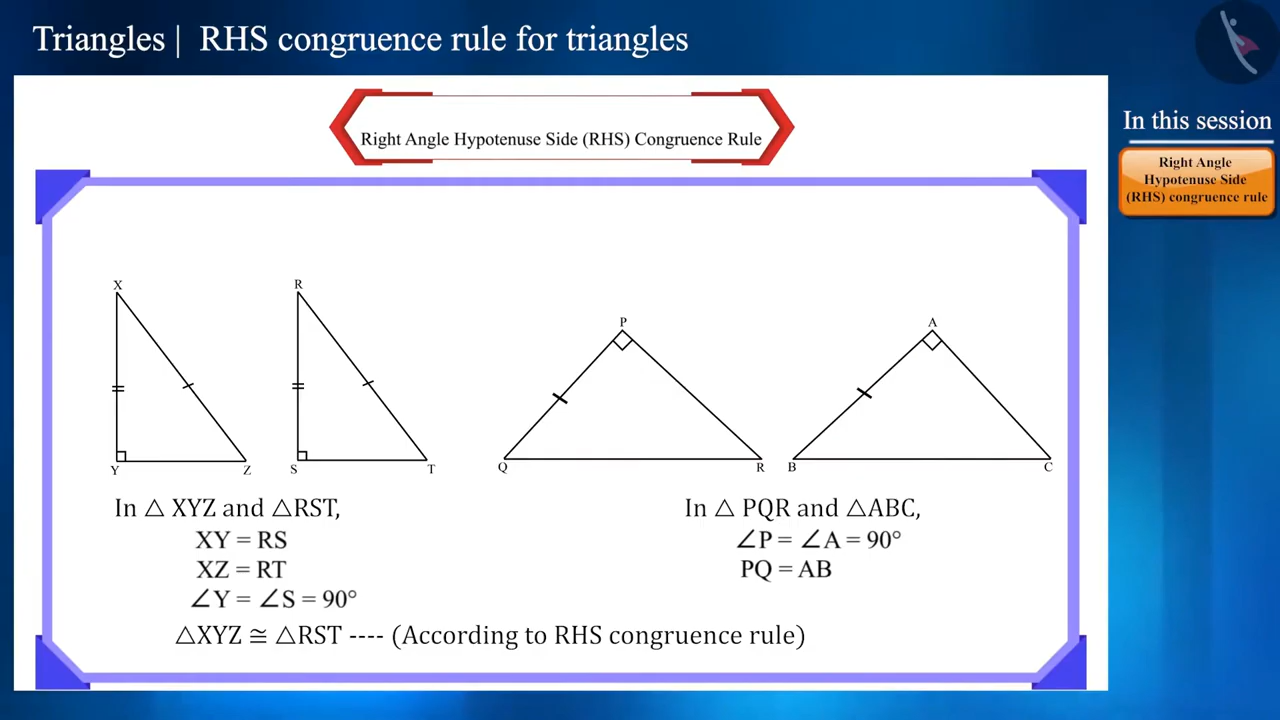 Triangles | RHS congruence rule for triangles
In this session
Right Angle
Hypotenuse Side
(RHS) congruence rule
Right Angle Hypotenuse Side (RHS) Congruence Rule
X
Y
Z
R
S
T
P
Q
R
A
B
C
In △ XYZ and △RST,
XY = RS
XZ = RT
∠Y = ∠S = 90°
△XYZ ≅ △RST ---- (According to RHS congruence rule)
In △ PQR and △ABC,
∠P = ∠A = 90°
PQ = AB